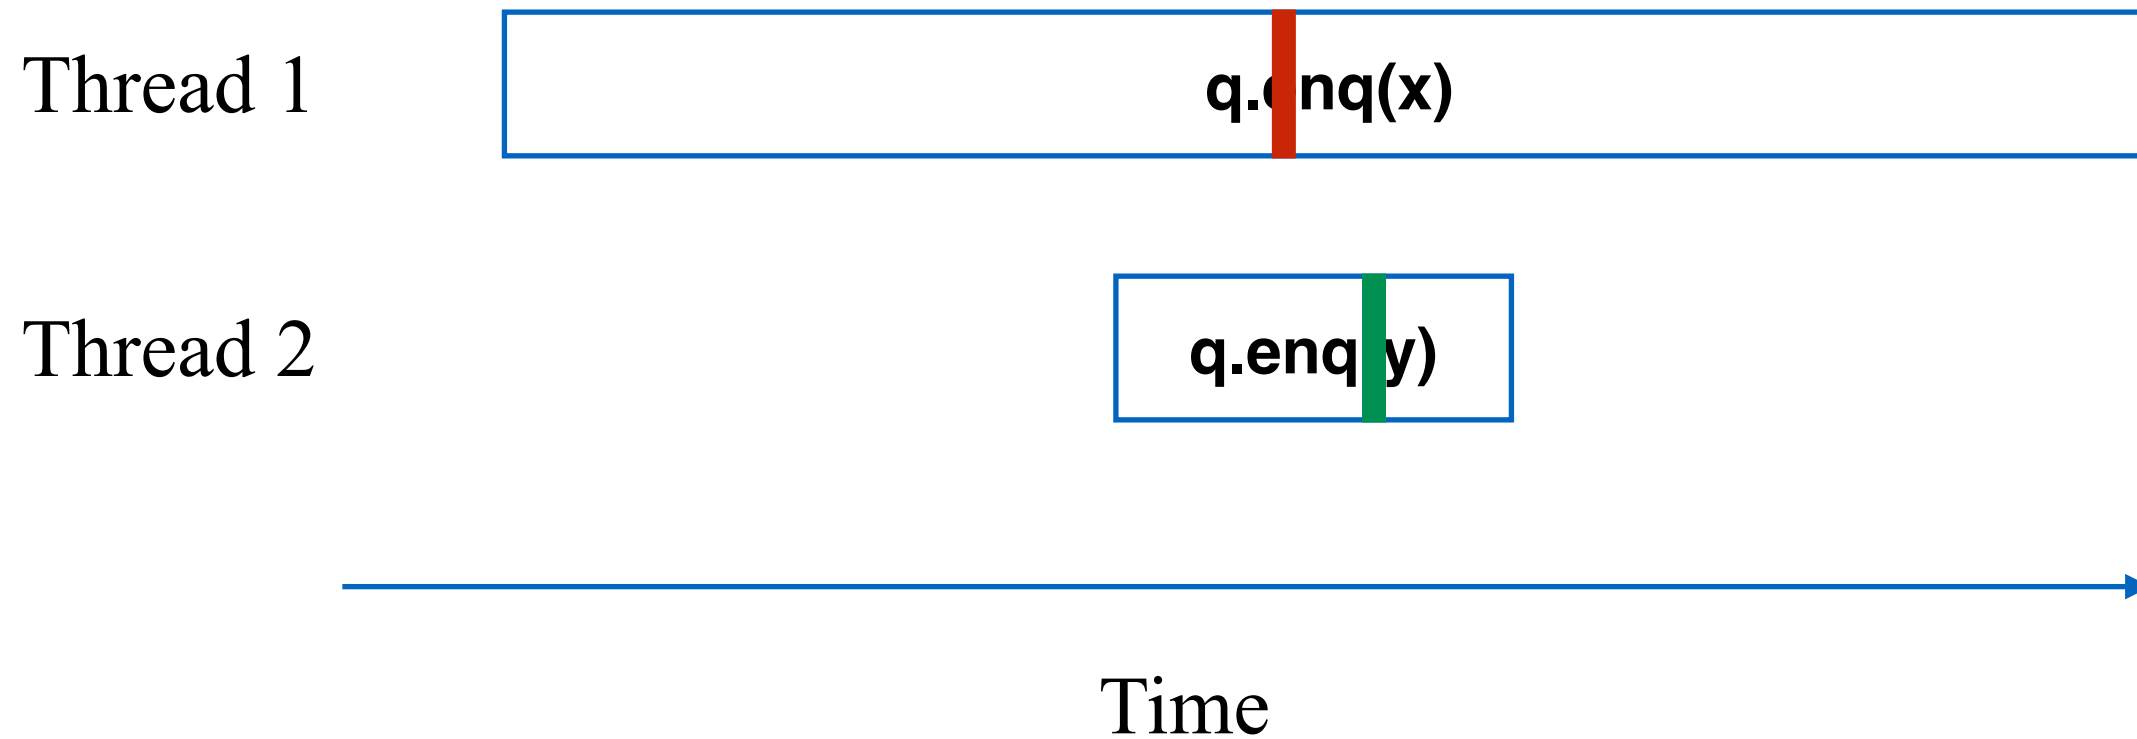 Thread 1
q.enq(x)
Thread 2
q.enq(y)
Time